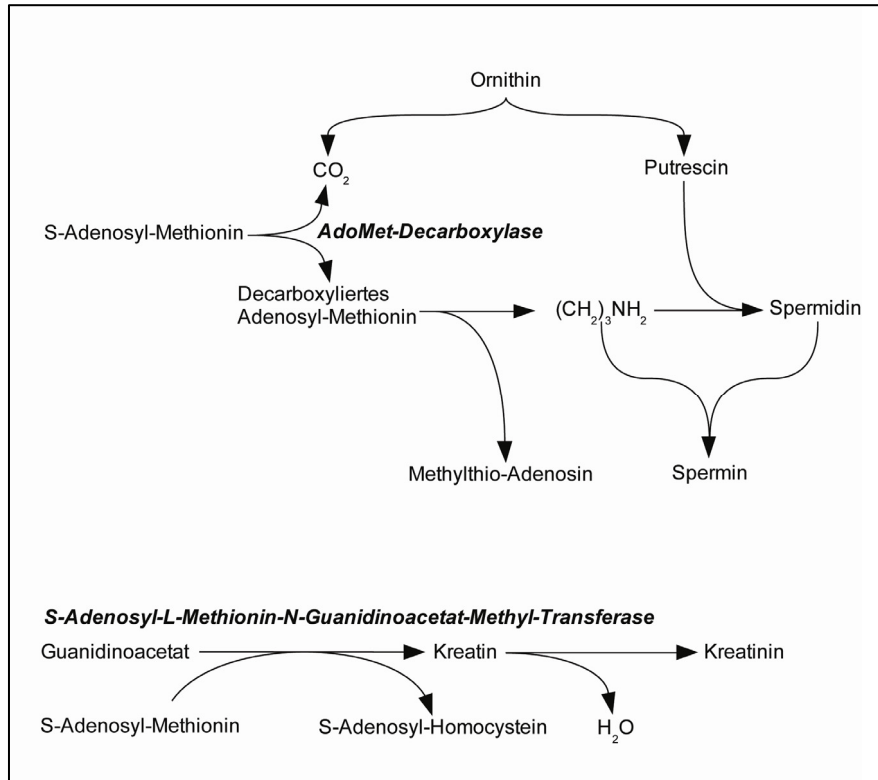 Ornithin
CO₂
Putrescin
S-Adenosyl-Methionin
AdoMet-Decarboxylase
Decarboxyliertes
Adenosyl-Methionin
(CH₂)₃NH₂
Spermidin
Methylthio-Adenosin
Spermin
S-Adenosyl-L-Methionin-N-Guanidinoacetat-Methyl-Transferase
Guanidinoacetat
Kreatin
Kreatinin
S-Adenosyl-Methionin
S-Adenosyl-Homocystein
H₂O